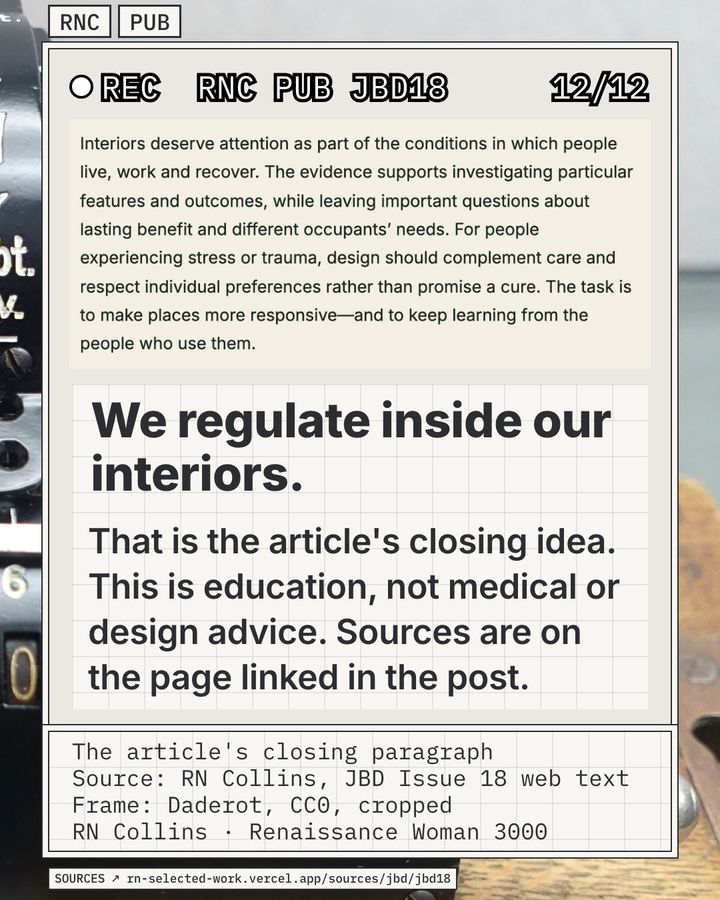 RNC PUB
REC RNC PUB JBD18 12/12
Interiors deserve attention as part of the conditions in which people
live, work and recover. The evidence supports investigating particular
features and outcomes, while leaving important questions about
lasting benefit and different occupants’ needs. For people
experiencing stress or trauma, design should complement care and
respect individual preferences rather than promise a cure. The task is
to make places more responsive—and to keep learning from the
people who use them.
We regulate inside our
interiors.
That is the article's closing idea.
This is education, not medical or
design advice. Sources are on
the page linked in the post.
The article's closing paragraph
Source: RN Collins, JBD Issue 18 web text
Frame: Daderot, CC0, cropped
RN Collins · Renaissance Woman 3000
SOURCES ↗ rn-selected-work.vercel.app/sources/jbd/jbd18
6
0